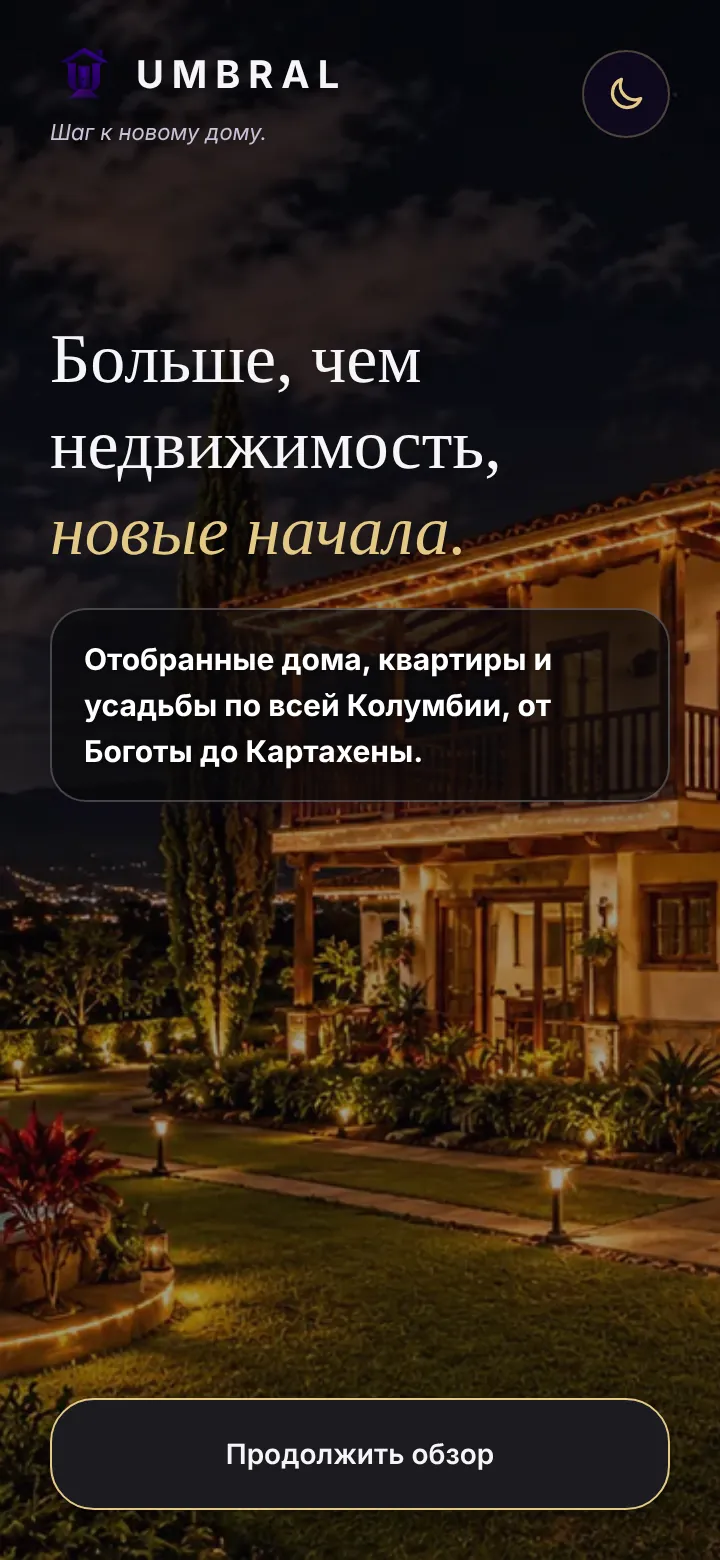 UMBRAL
Шаг к новому дому.
Больше, чем
недвижимость,
новые начала.
Отобранные дома, квартиры и
усадьбы по всей Колумбии, от
Боготы до Картахены.
Продолжить обзор